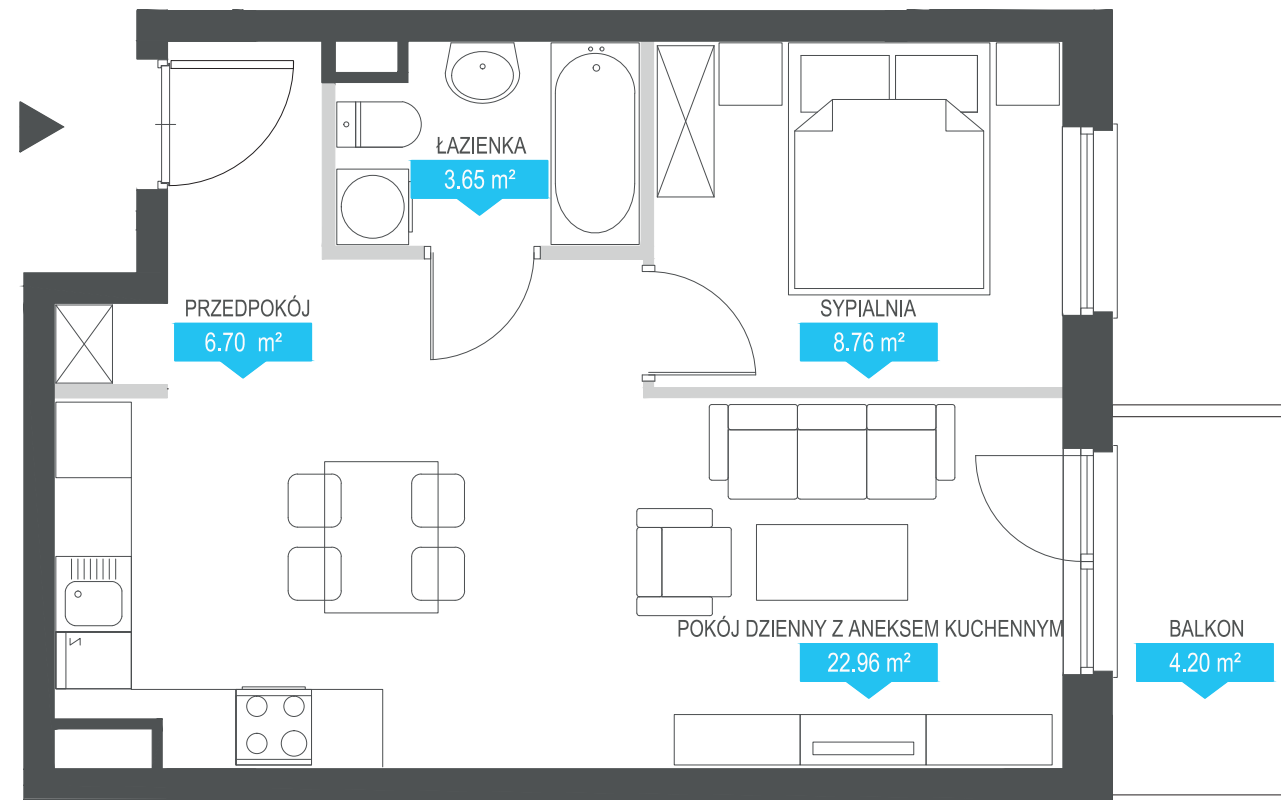 ŁAZIENKA
3.65 m²
PRZEDPOKÓJ
6.70 m²
SYPIALNIA
8.76 m²
POKÓJ DZIENNY Z ANEKSEM KUCHENNYM
22.96 m²
BALKON
4.20 m²